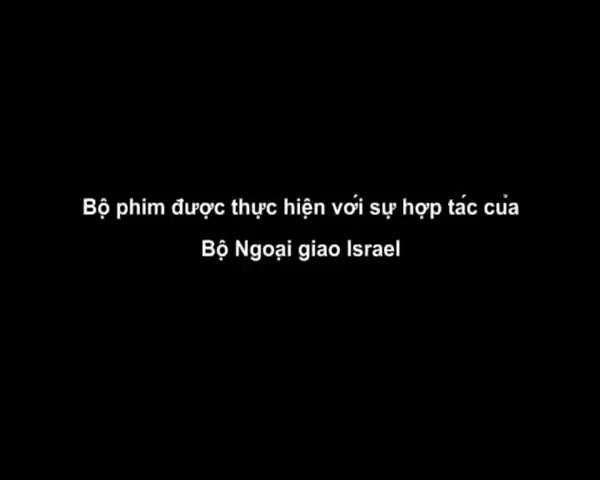 Bộ phim được thực hiện với sự hợp tác của
Bộ Ngoại giao Israel